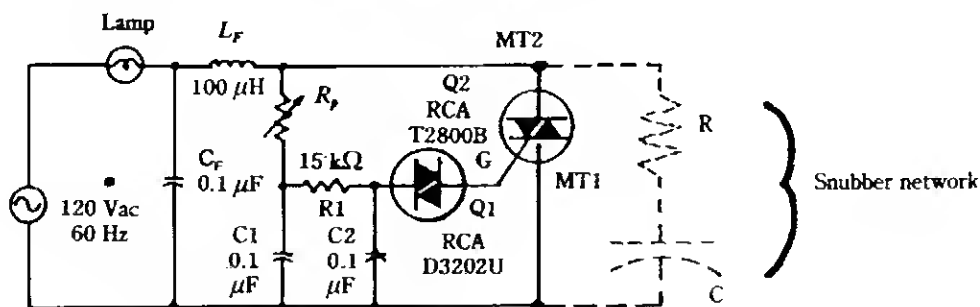 Lamp
L_F
100 μH
MT2
Q2
RCA
T2800B
R_p
R
15 kΩ
R1
G
MT1
Q1
C_F
0.1 μF
120 Vac
60 Hz
C1
0.1
μF
C2
0.1
μF
RCA
D3202U
C
Snubber network